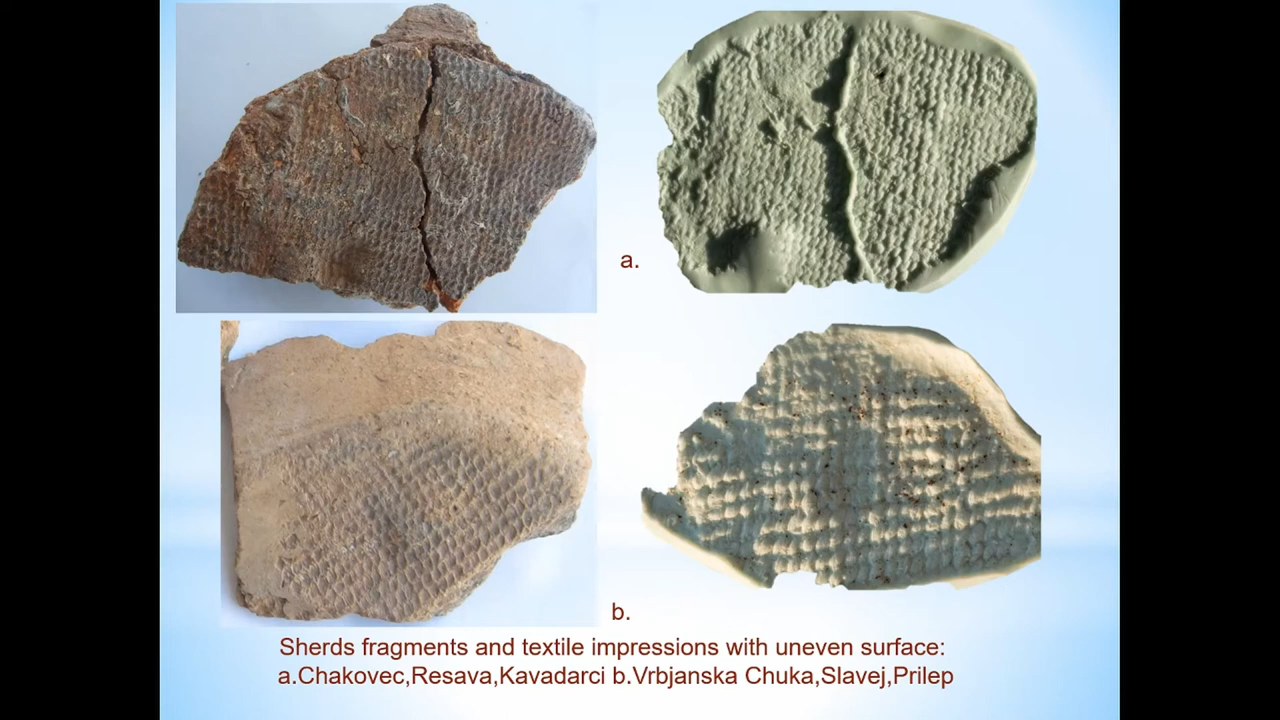 a.
b.
Sherds fragments and textile impressions with uneven surface:
a.Chakovec,Resava,Kavadarci b.Vrbjanska Chuka,Slavej,Prilep